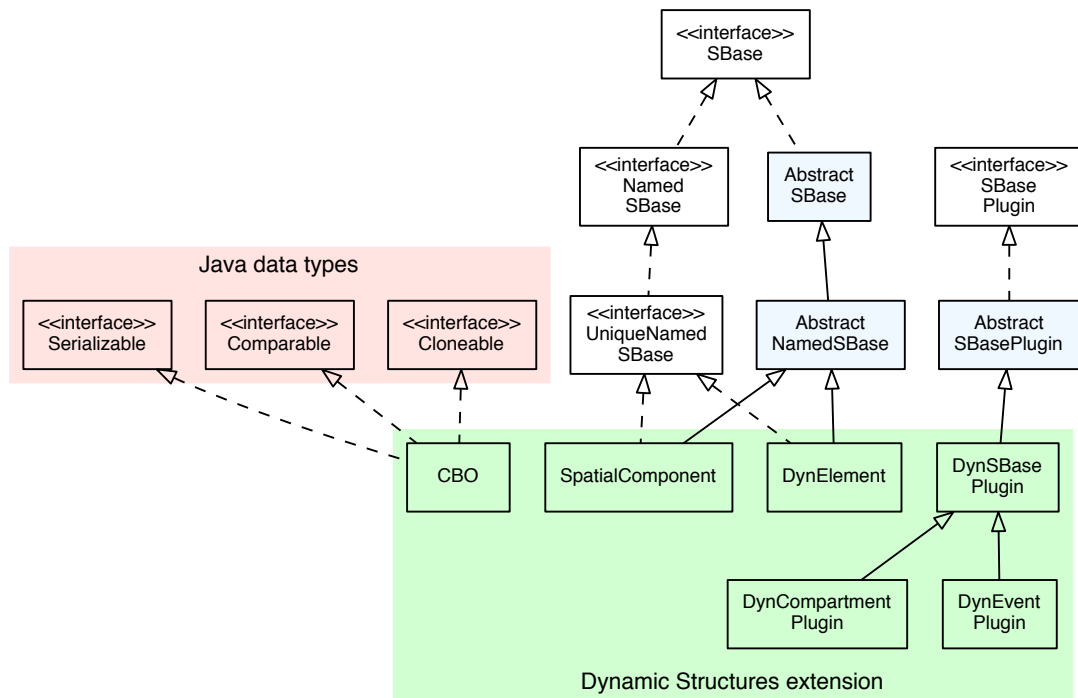 <<interface>>
SBase
<<interface>>
Named
SBase
Abstract
SBase
<<interface>>
SBase
Plugin
Java data types
<<interface>>
Serializable
<<interface>>
Comparable
<<interface>>
Cloneable
<<interface>>
UniqueNamed
SBase
Abstract
NamedSBase
Abstract
SBasePlugin
CBO
SpatialComponent
DynElement
DynSBase
Plugin
DynCompartment
Plugin
DynEvent
Plugin
Dynamic Structures extension